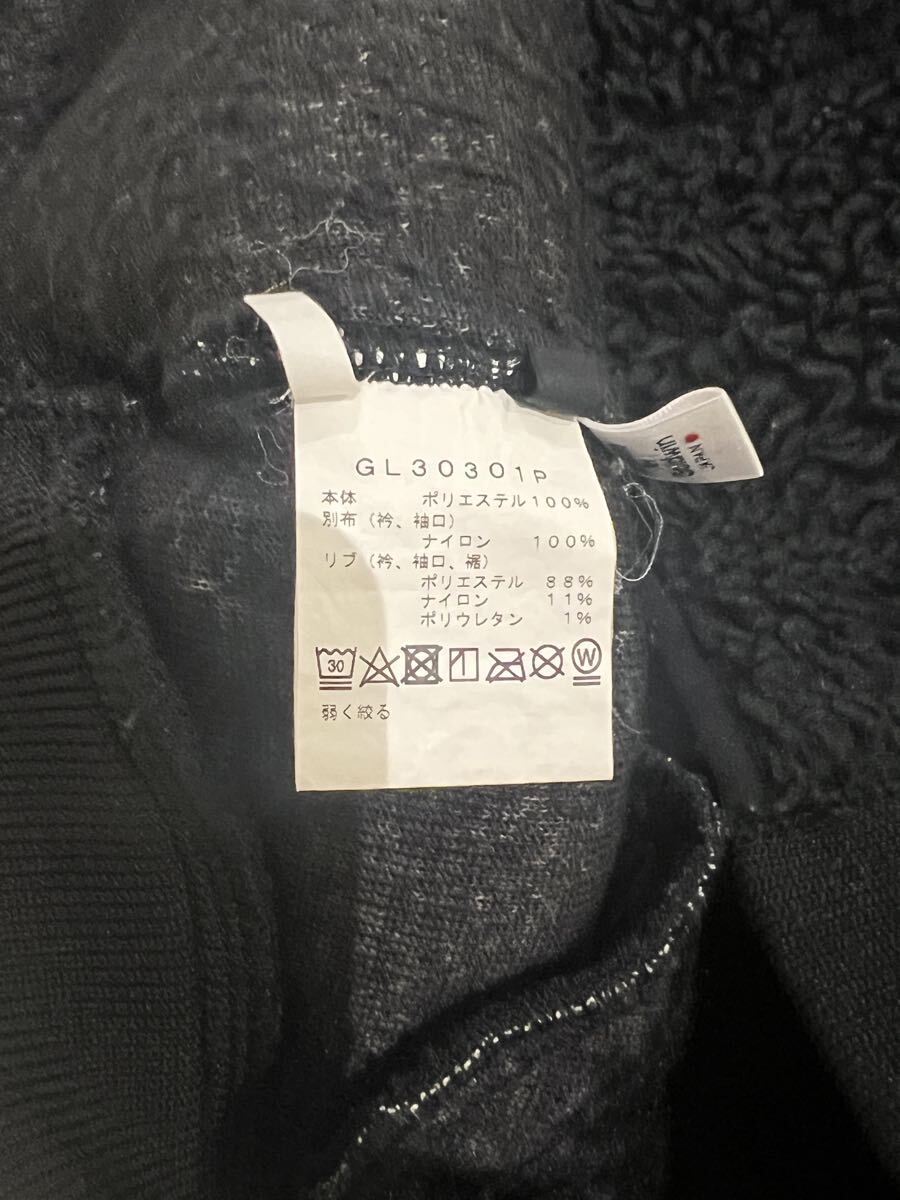 GL30301P
本体 ポリエステル100%
別布(衿、袖口)
ナイロン 100%
リブ(衿、袖口、裾)
ポリエステル 88%
ナイロン 11%
ポリウレタン 1%
30
W
弱く絞る